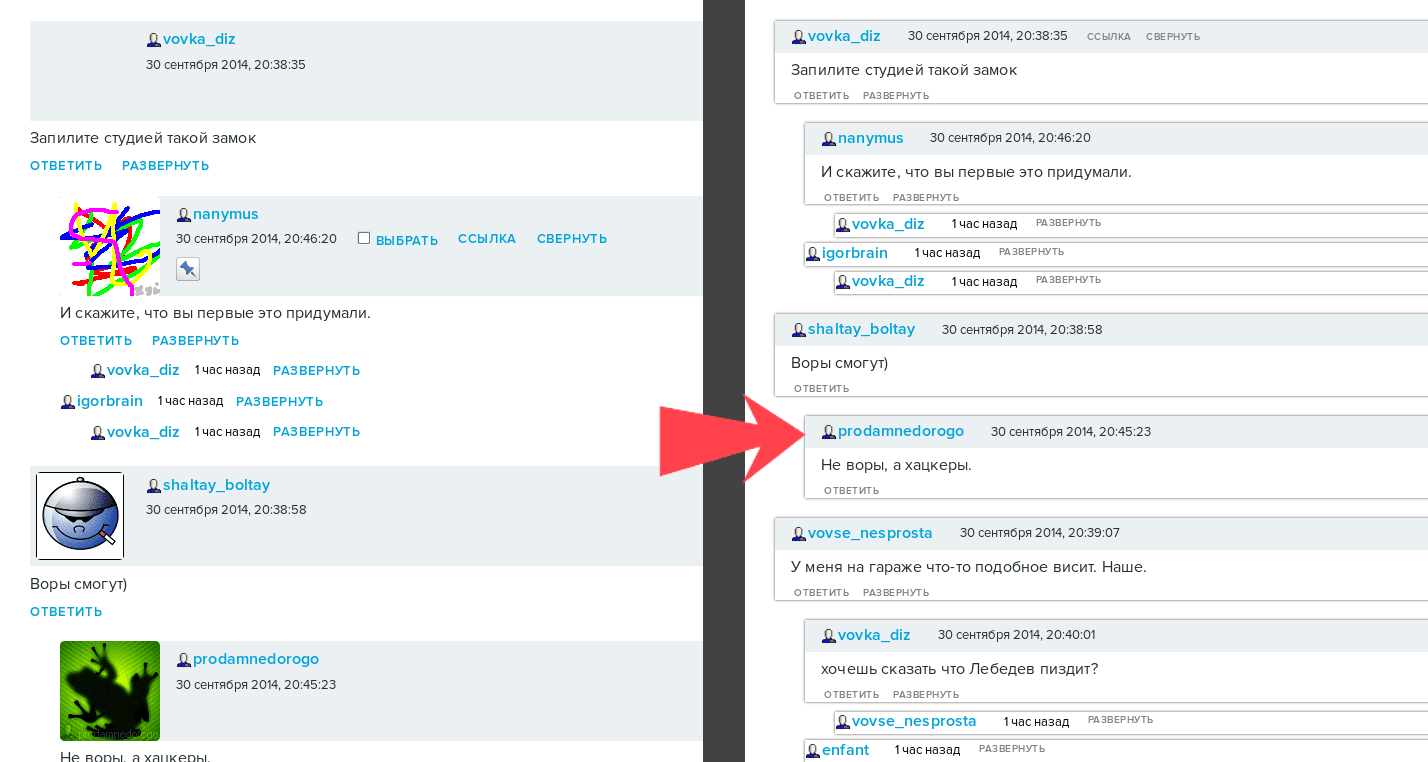 vovka_diz
30 сентября 2014, 20:38:35
Запилите студией такой замок
ОТВЕТИТЬ РАЗВЕРНУТЬ
nanymus
30 сентября 2014, 20:46:20 ВЫБРАТЬ ССЫЛКА СВЕРНУТЬ
И скажите, что вы первые это придумали.
ОТВЕТИТЬ РАЗВЕРНУТЬ
vovka_diz 1 час назад РАЗВЕРНУТЬ
igorbrain 1 час назад РАЗВЕРНУТЬ
vovka_diz 1 час назад РАЗВЕРНУТЬ
shaltay_boltay
30 сентября 2014, 20:38:58
Воры смогут)
ОТВЕТИТЬ
prodamnedorogo
30 сентября 2014, 20:45:23
prodamnedorogo
Не воры, а хацкеры.
vovka_diz 30 сентября 2014, 20:38:35 ССЫЛКА СВЕРНУТЬ
Запилите студией такой замок
ОТВЕТИТЬ РАЗВЕРНУТЬ
nanymus 30 сентября 2014, 20:46:20
И скажите, что вы первые это придумали.
ОТВЕТИТЬ РАЗВЕРНУТЬ
vovka_diz 1 час назад РАЗВЕРНУТЬ
igorbrain 1 час назад РАЗВЕРНУТЬ
vovka_diz 1 час назад РАЗВЕРНУТЬ
shaltay_boltay 30 сентября 2014, 20:38:58
Воры смогут)
ОТВЕТИТЬ
prodamnedorogo 30 сентября 2014, 20:45:23
Не воры, а хацкеры.
ОТВЕТИТЬ
vovse_nesprosta 30 сентября 2014, 20:39:07
У меня на гараже что-то подобное висит. Наше.
ОТВЕТИТЬ РАЗВЕРНУТЬ
vovka_diz 30 сентября 2014, 20:40:01
хочешь сказать что Лебедев пиздит?
ОТВЕТИТЬ РАЗВЕРНУТЬ
vovse_nesprosta 1 час назад РАЗВЕРНУТЬ
enfant 1 час назад РАЗВЕРНУТЬ